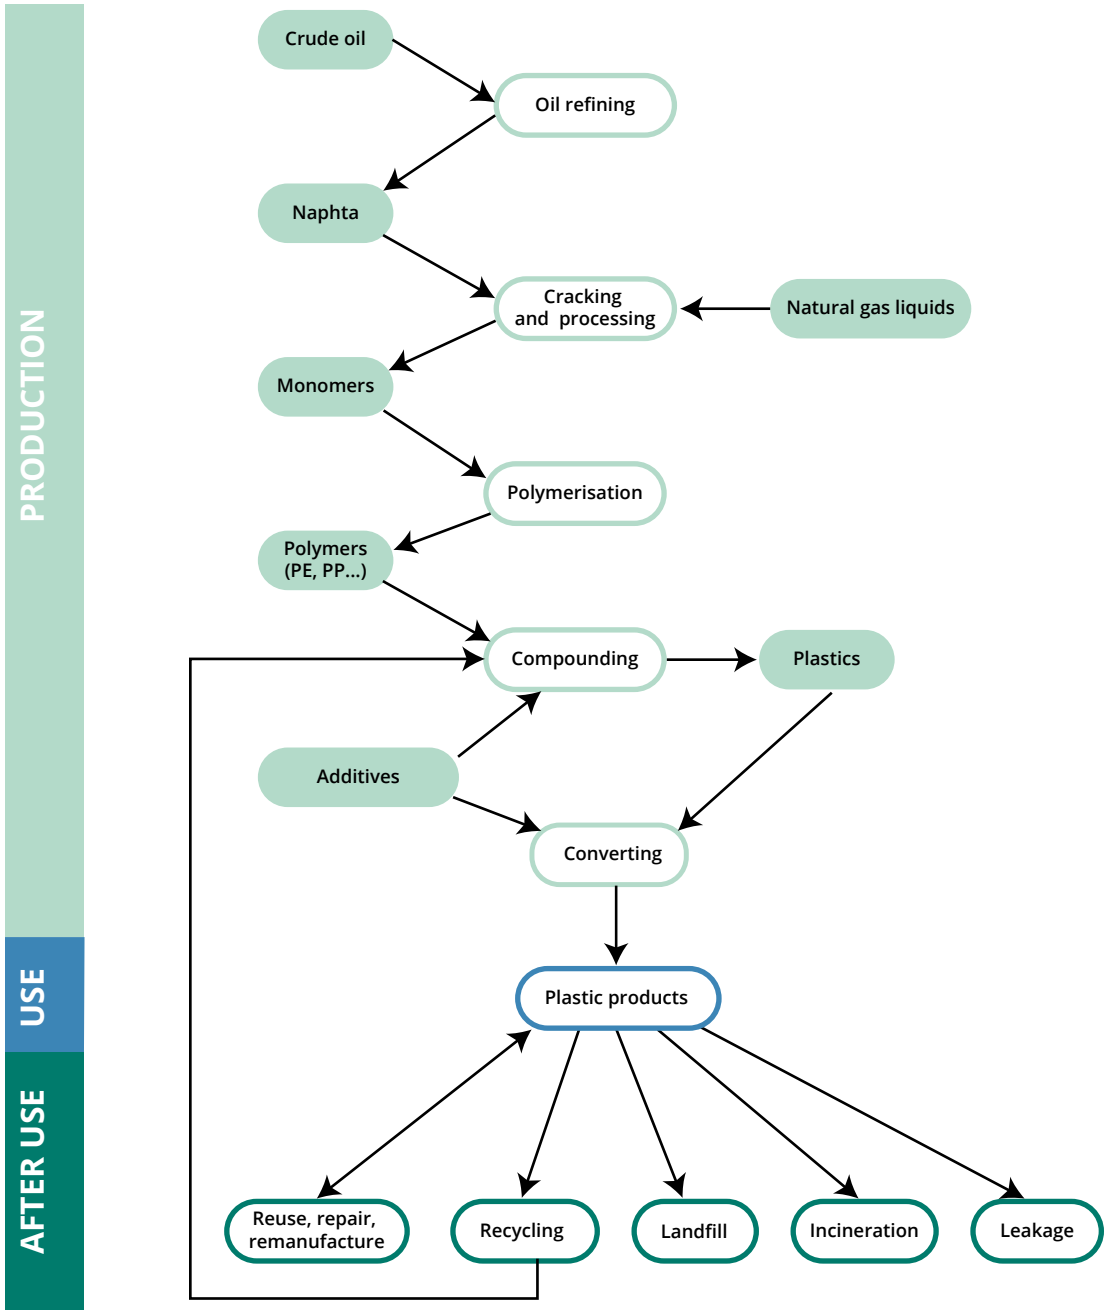 PRODUCTION
Crude oil
Oil refining
Naphta
Cracking
and processing
Natural gas liquids
Monomers
Polymerisation
Polymers
(PE, PP...)
Compounding
Plastics
Additives
Converting
USE
Plastic products
AFTER USE
Reuse, repair,
remanufacture
Recycling
Landfill
Incineration
Leakage